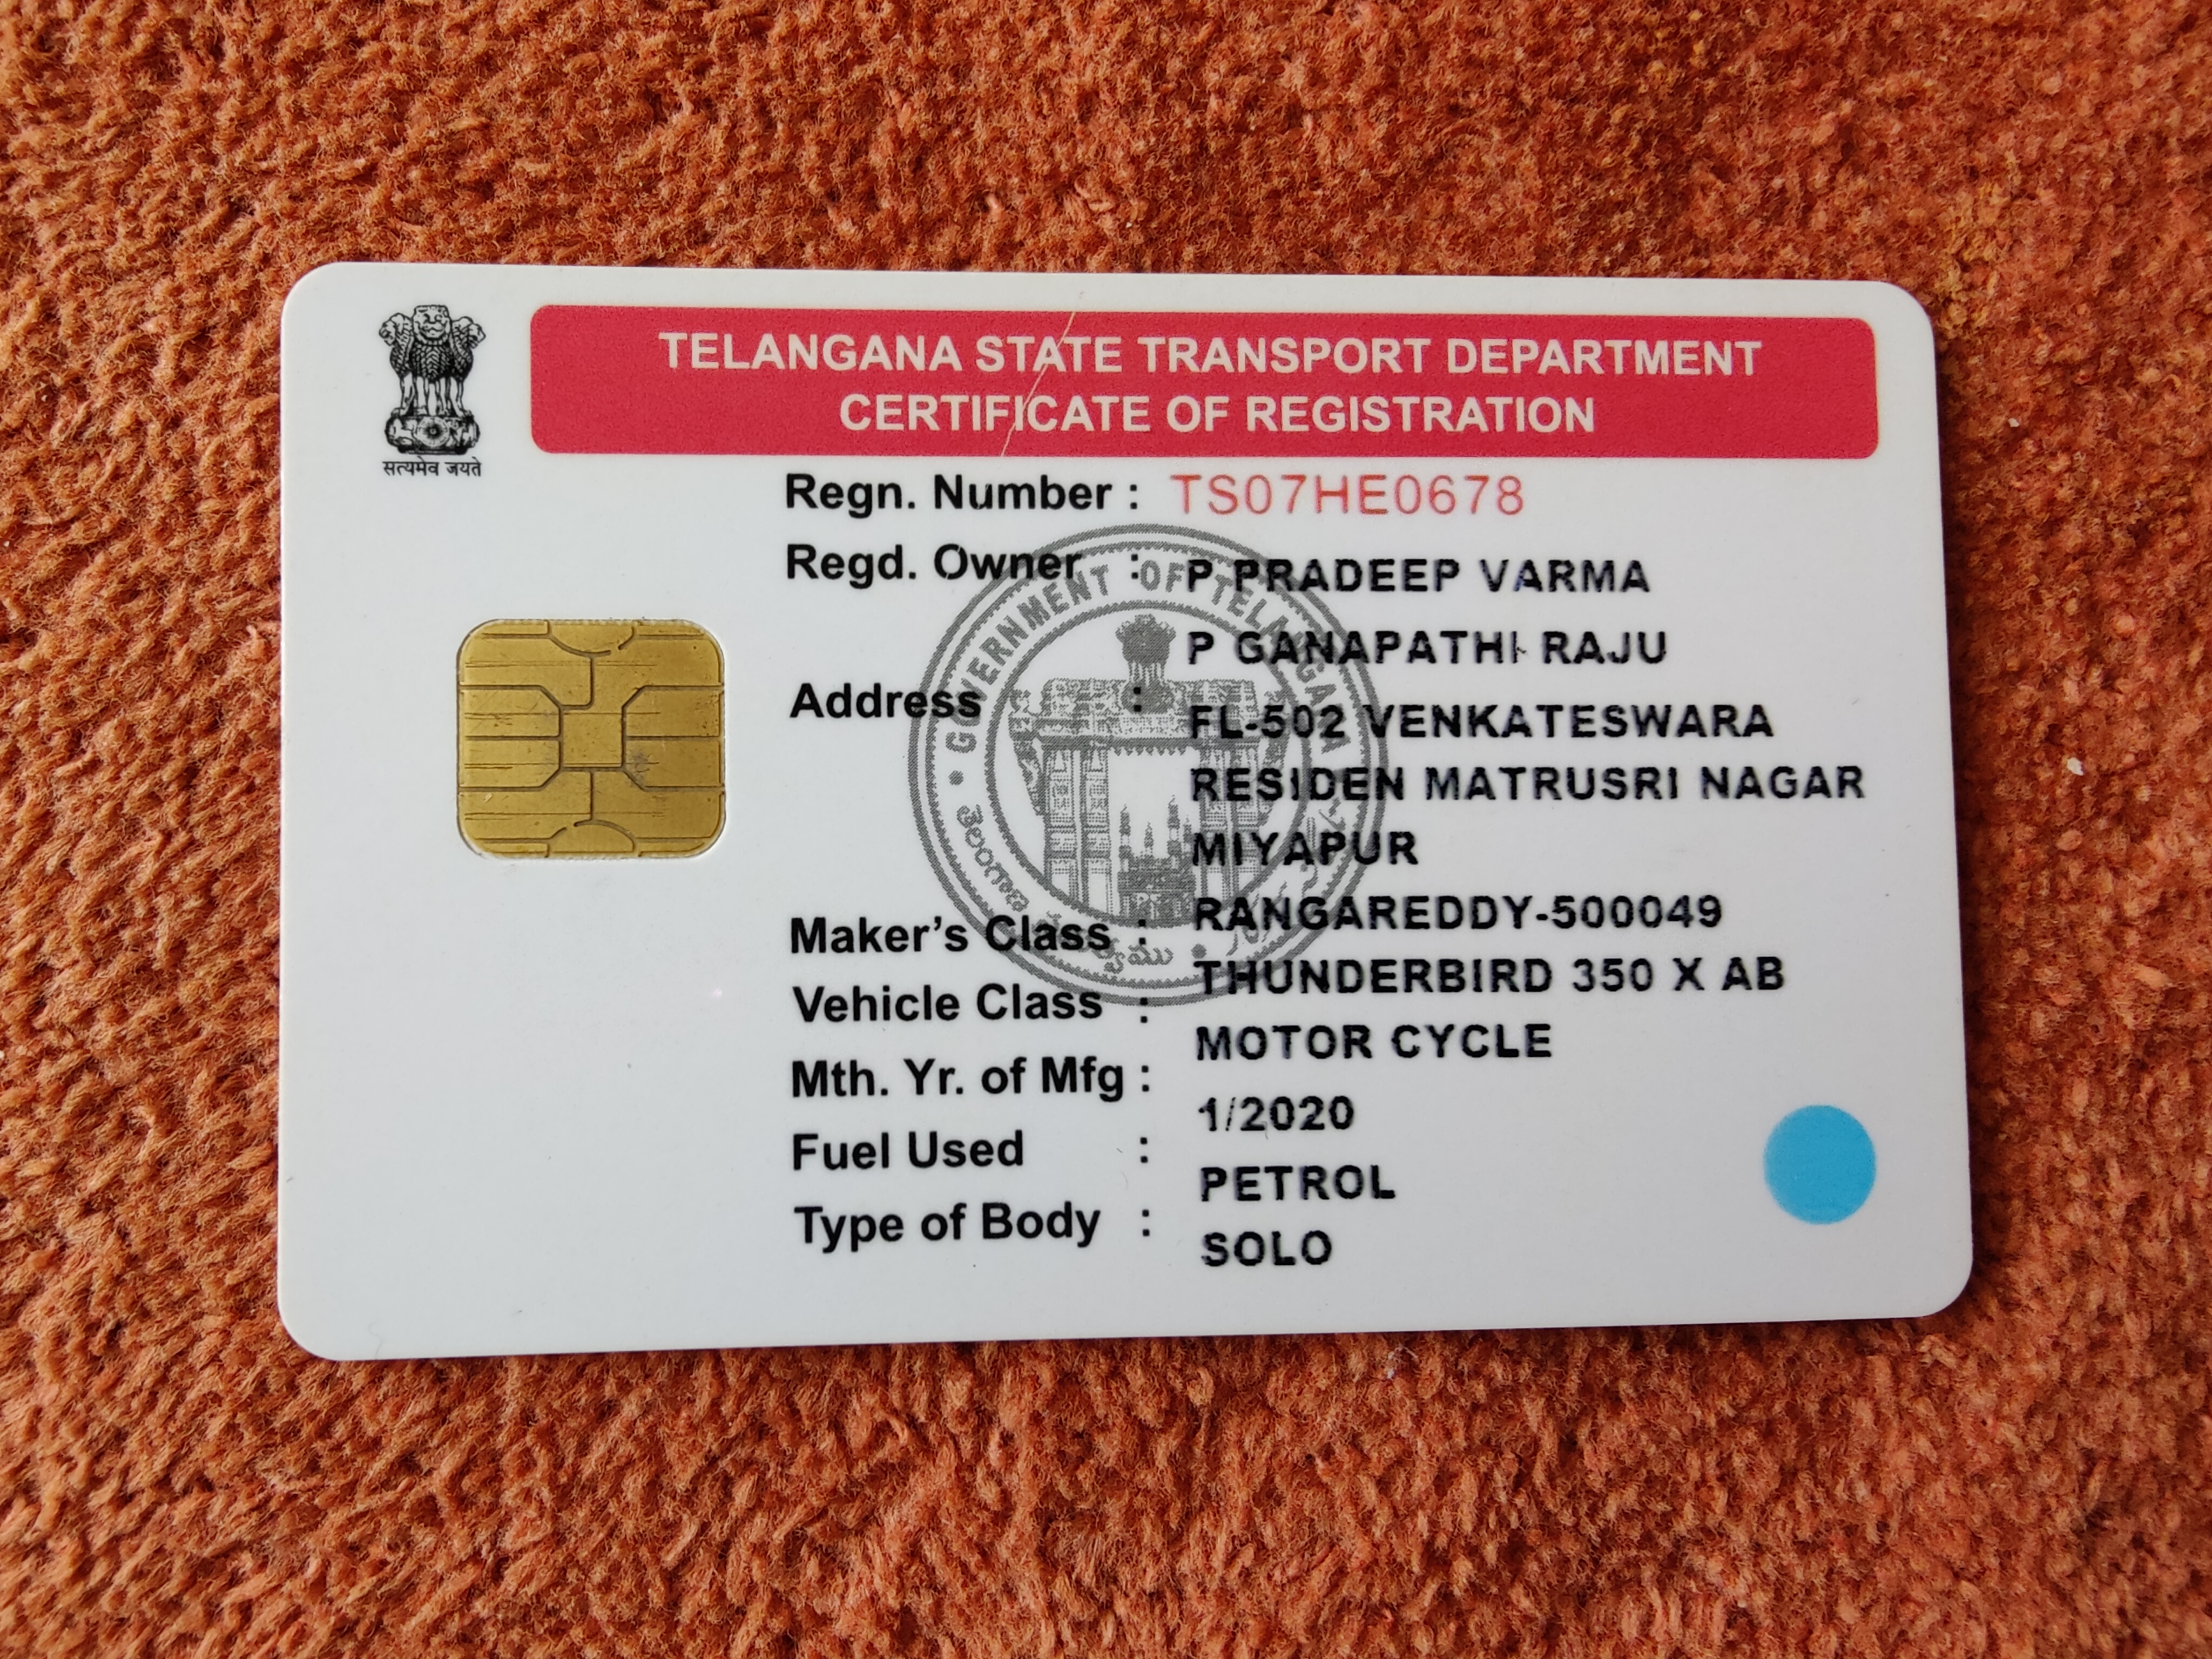 TELANGANA STATE TRANSPORT DEPARTMENT
CERTIFICATE OF REGISTRATION
सत्यमेव जयते
Regn. Number : TS07HE0678
Regd. Owner : P PRADEEP VARMA
P GANAPATHI RAJU
Address : FL-502 VENKATESWARA
RESIDEN MATRUSRI NAGAR
MIYAPUR
RANGAREDDY-500049
Maker's Class : THUNDERBIRD 350 X AB
Vehicle Class : MOTOR CYCLE
Mth. Yr. of Mfg : 1/2020
Fuel Used : PETROL
Type of Body : SOLO
GOVERNMENT OF TELANGANA
తెలంగాణ